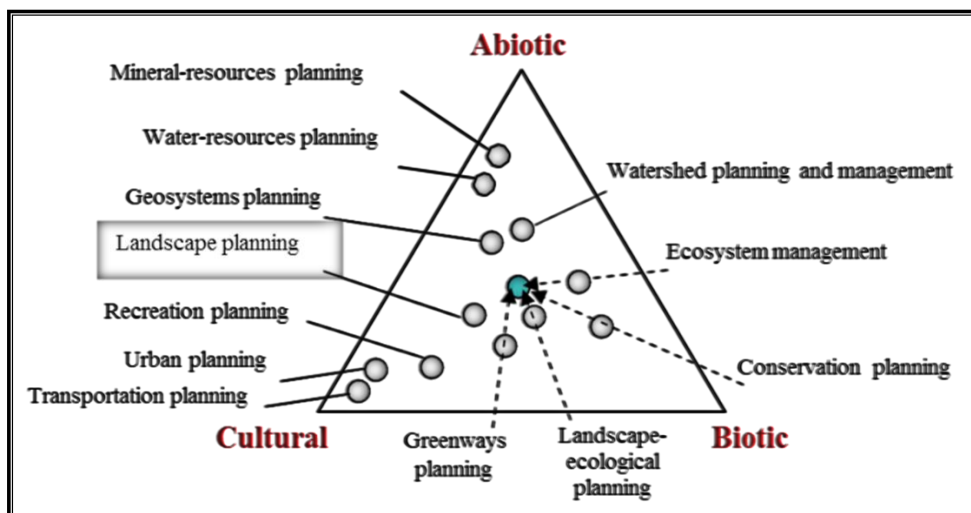 Abiotic
Mineral-resources planning
Water-resources planning
Watershed planning and management
Geosystems planning
Landscape planning
Ecosystem management
Recreation planning
Urban planning
Conservation planning
Transportation planning
Cultural
Greenways
planning
Landscape-
ecological
planning
Biotic